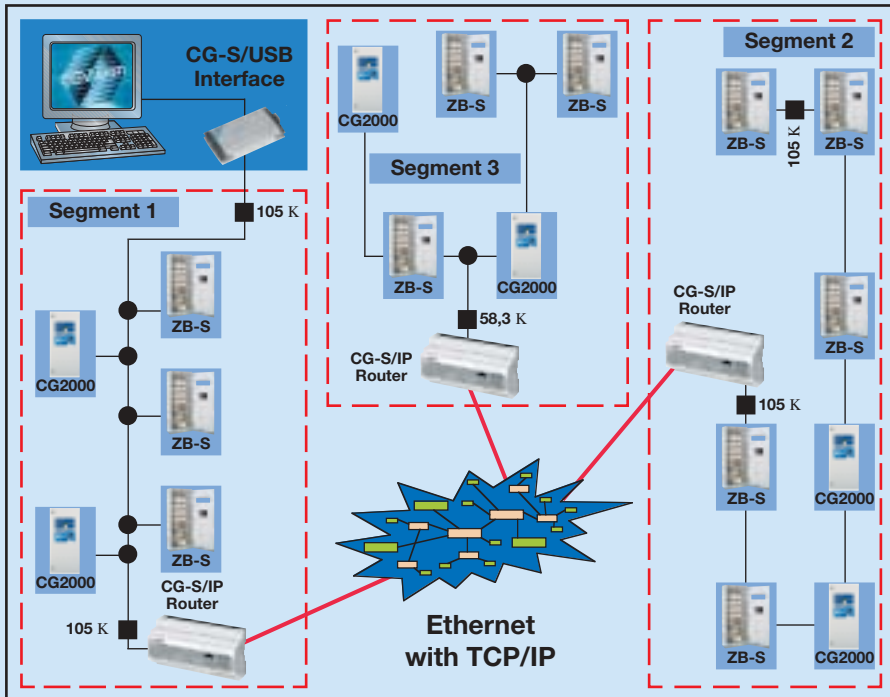 CG-S/USB
Interface
Segment 1
105 K
ZB-S
CG2000
ZB-S
ZB-S
CG2000
CG-S/IP
Router
105 K
CG2000
ZB-S
ZB-S
Segment 3
ZB-S
CG2000
58,3 K
CG-S/IP
Router
Segment 2
ZB-S
105 K
ZB-S
ZB-S
CG-S/IP
Router
105 K
ZB-S
CG2000
ZB-S
CG2000
Ethernet
with TCP/IP